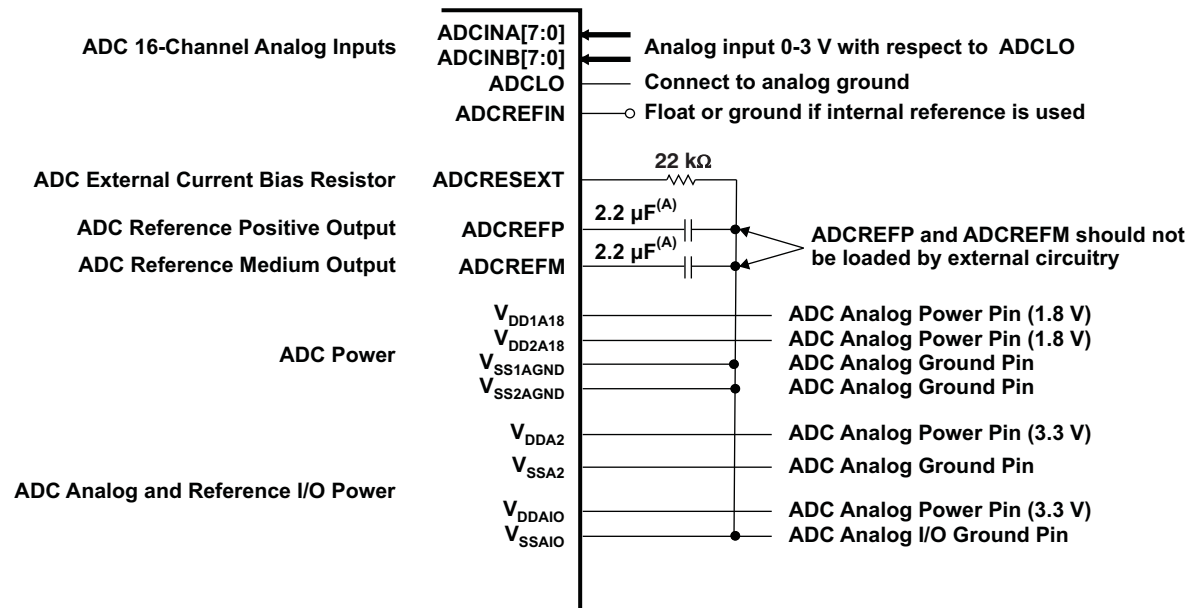 ADC 16-Channel Analog Inputs
ADCINA[7:0]
ADCINB[7:0]
Analog input 0-3 V with respect to ADCLO
ADCLO
Connect to analog ground
ADCREFIN
Float or ground if internal reference is used
22 kΩ
ADC External Current Bias Resistor
ADCRESEXT
2.2 µF(A)
ADC Reference Positive Output
ADCREFP
2.2 µF(A)
ADC Reference Medium Output
ADCREFM
ADCREFP and ADCREFM should not
be loaded by external circuitry
ADC Power
VDD1A18
ADC Analog Power Pin (1.8 V)
VDD2A18
ADC Analog Power Pin (1.8 V)
VSS1AGND
ADC Analog Ground Pin
VSS2AGND
ADC Analog Ground Pin
ADC Analog and Reference I/O Power
VDDA2
ADC Analog Power Pin (3.3 V)
VSSA2
ADC Analog Ground Pin
VDDAIO
ADC Analog Power Pin (3.3 V)
VSSAIO
ADC Analog I/O Ground Pin